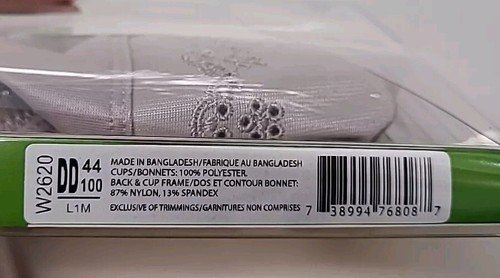 W2620
DD 44
100
L1M
MADE IN BANGLADESH/FABRIQUE AU BANGLADESH
CUPS/BONNETS: 100% POLYESTER.
BACK & CUP FRAME/DOS ET CONTOUR BONNET:
87% NYLON, 13% SPANDEX
EXCLUSIVE OF TRIMMINGS/GARNITURES NON COMPRISES
7 38994 76808 7